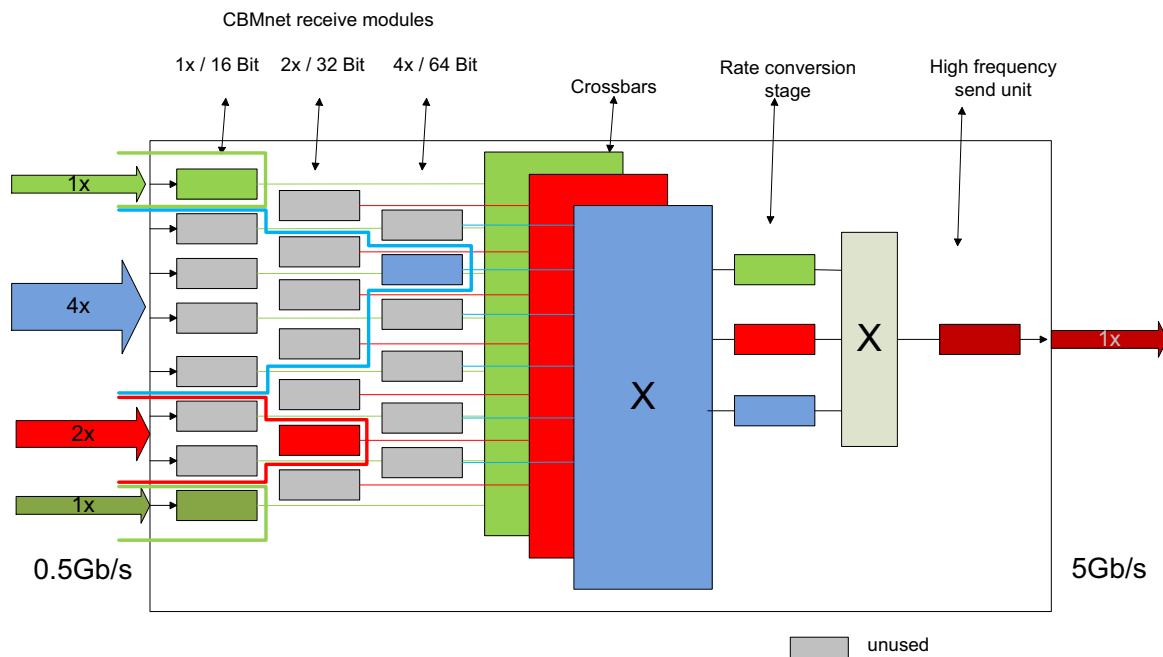 CBMnet receive modules
1x / 16 Bit
2x / 32 Bit
4x / 64 Bit
Crossbars
Rate conversion
stage
High frequency
send unit
1x
4x
2x
1x
X
X
1x
0.5Gb/s
5Gb/s
unused